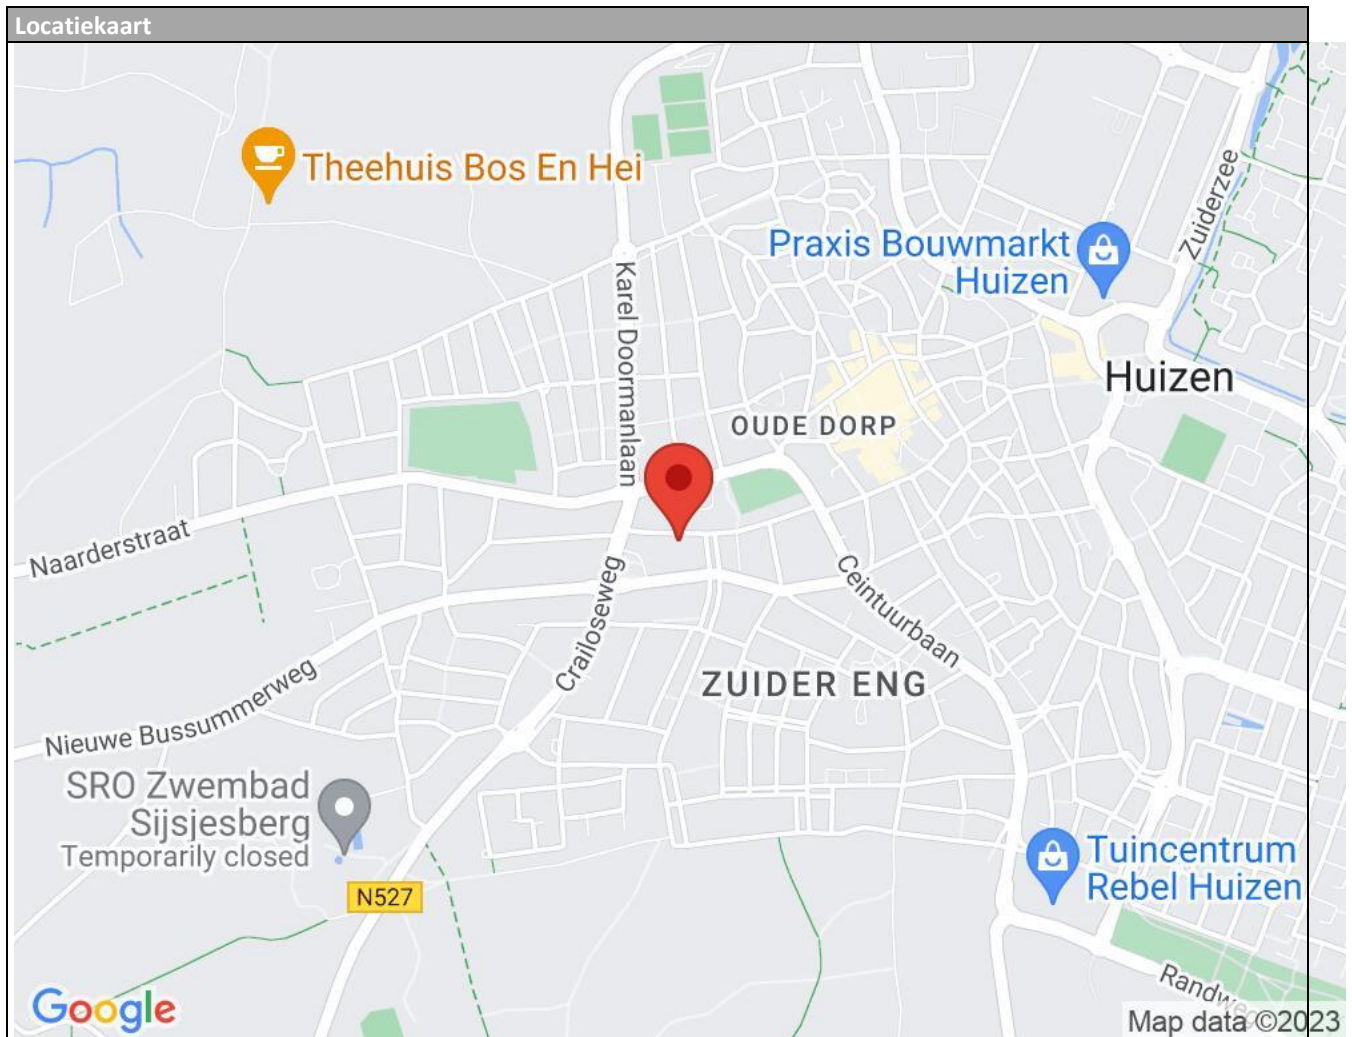 Locatiekaart
Theehuis Bos En Hei
Zuiderzee
Praxis Bouwmarkt
Huizen
Karel Doormanlaan
Huizen
OUDE DORP
Naarderstraat
Crailoseweg
Ceintuurbaan
ZUIDER ENG
Nieuwe Bussummerweg
SRO Zwembad
Sijsjesberg
Temporarily closed
N527
Tuincentrum
Rebel Huizen
Randweg
Google
Map data ©2023